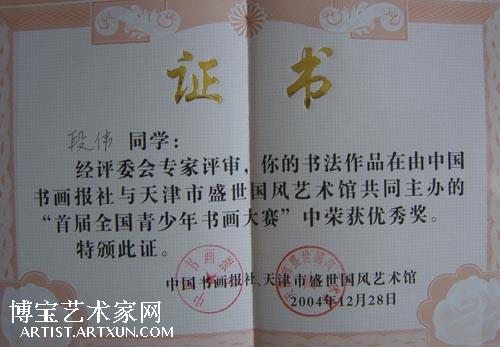 证 书
段伟 同学：
经评委会专家评审，你的书法作品在由中国
书画报社与天津市盛世国风艺术馆共同主办的
“首届全国青少年书画大赛”中荣获优秀奖。
特颁此证。
中国书画报社、天津市盛世国风艺术馆
2004年12月28日
博宝艺术家网
ARTIST.ARTXUN.COM